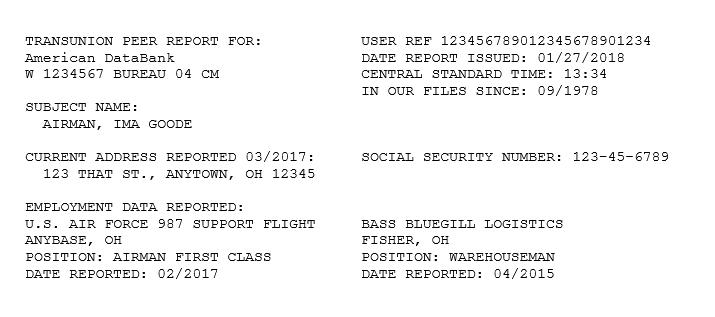 TRANSUNION PEER REPORT FOR: USER REF 123456789012345678901234
American DataBank DATE REPORT ISSUED: 01/27/2018
W 1234567 BUREAU 04 CM CENTRAL STANDARD TIME: 13:34
IN OUR FILES SINCE: 09/1978
SUBJECT NAME:
AIRMAN, IMA GOODE
CURRENT ADDRESS REPORTED 03/2017: SOCIAL SECURITY NUMBER: 123-45-6789
123 THAT ST., ANYTOWN, OH 12345
EMPLOYMENT DATA REPORTED:
U.S. AIR FORCE 987 SUPPORT FLIGHT BASS BLUEGILL LOGISTICS
ANYBASE, OH FISHER, OH
POSITION: AIRMAN FIRST CLASS POSITION: WAREHOUSEMAN
DATE REPORTED: 02/2017 DATE REPORTED: 04/2015